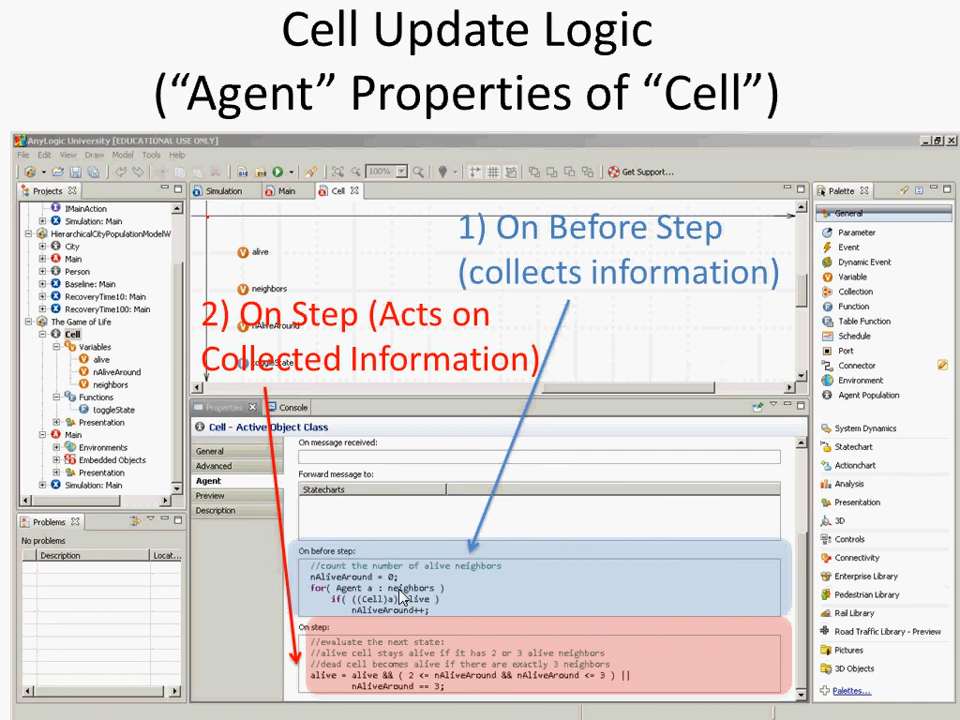 Cell Update Logic
(“Agent” Properties of “Cell”)
AnyLogic University [EDUCATIONAL USE ONLY]
File Edit View Draw Model Tools Help
100%
Get Support...
Projects
Simulation
Main
Cell
Palette
IMainAction
Simulation: Main
HierarchicalCityPopulationModelW
City
Main
Person
Baseline: Main
RecoveryTime10: Main
RecoveryTime100: Main
The Game of Life
Cell
Variables
alive
nAliveAround
neighbors
Functions
toggleState
Presentation
Main
Environments
Embedded Objects
Presentation
Simulation: Main
alive
neighbors
nAliveAround
toggleState
1) On Before Step
(collects information)
2) On Step (Acts on
Collected Information)
General
Parameter
Event
Dynamic Event
Variable
Collection
Function
Table Function
Schedule
Port
Connector
Environment
Agent Population
System Dynamics
Statechart
Actionchart
Analysis
Presentation
3D
Controls
Connectivity
Enterprise Library
Pedestrian Library
Rail Library
Road Traffic Library - Preview
Pictures
3D Objects
Palettes...
Properties
Console
Cell - Active Object Class
General
Advanced
Agent
Preview
Description
On message received:
Forward message to:
Statecharts
On before step:
//count the number of alive neighbors
nAliveAround = 0;
for( Agent a : neighbors )
if( ((Cell)a).alive )
nAliveAround++;
On step:
//evaluate the next state:
//alive cell stays alive if it has 2 or 3 alive neighbors
//dead cell becomes alive if there are exactly 3 neighbors
alive = alive && ( 2 <= nAliveAround && nAliveAround <= 3 ) ||
nAliveAround == 3;
Problems
No problems
Description
Locat...